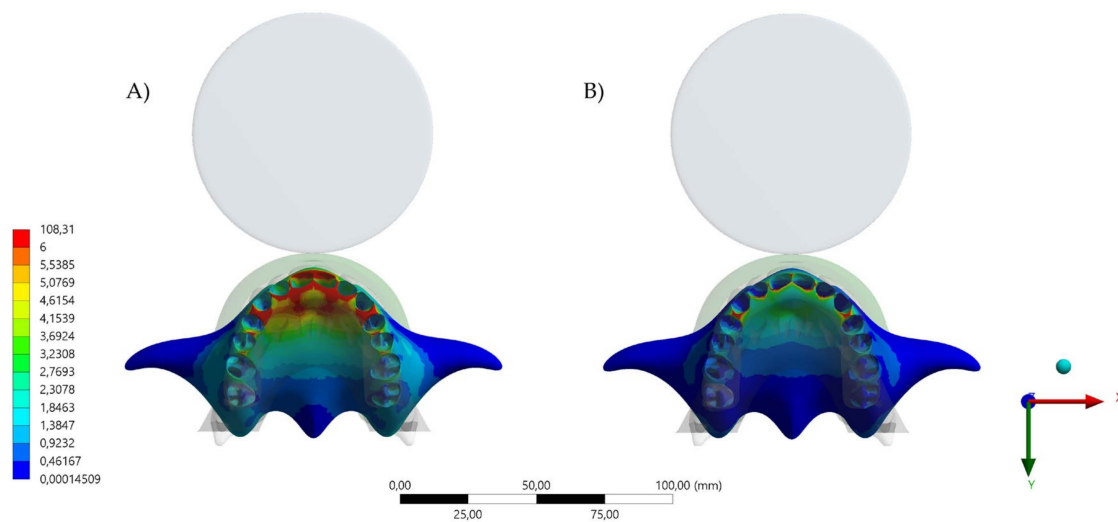 A)
B)
108,31
6
5,5385
5,0769
4,6154
4,1539
3,6924
3,2308
2,7693
2,3078
1,8463
1,3847
0,9232
0,46167
0,00014509
X
Z
Y
0,00 50,00 100,00 (mm)
25,00 75,00